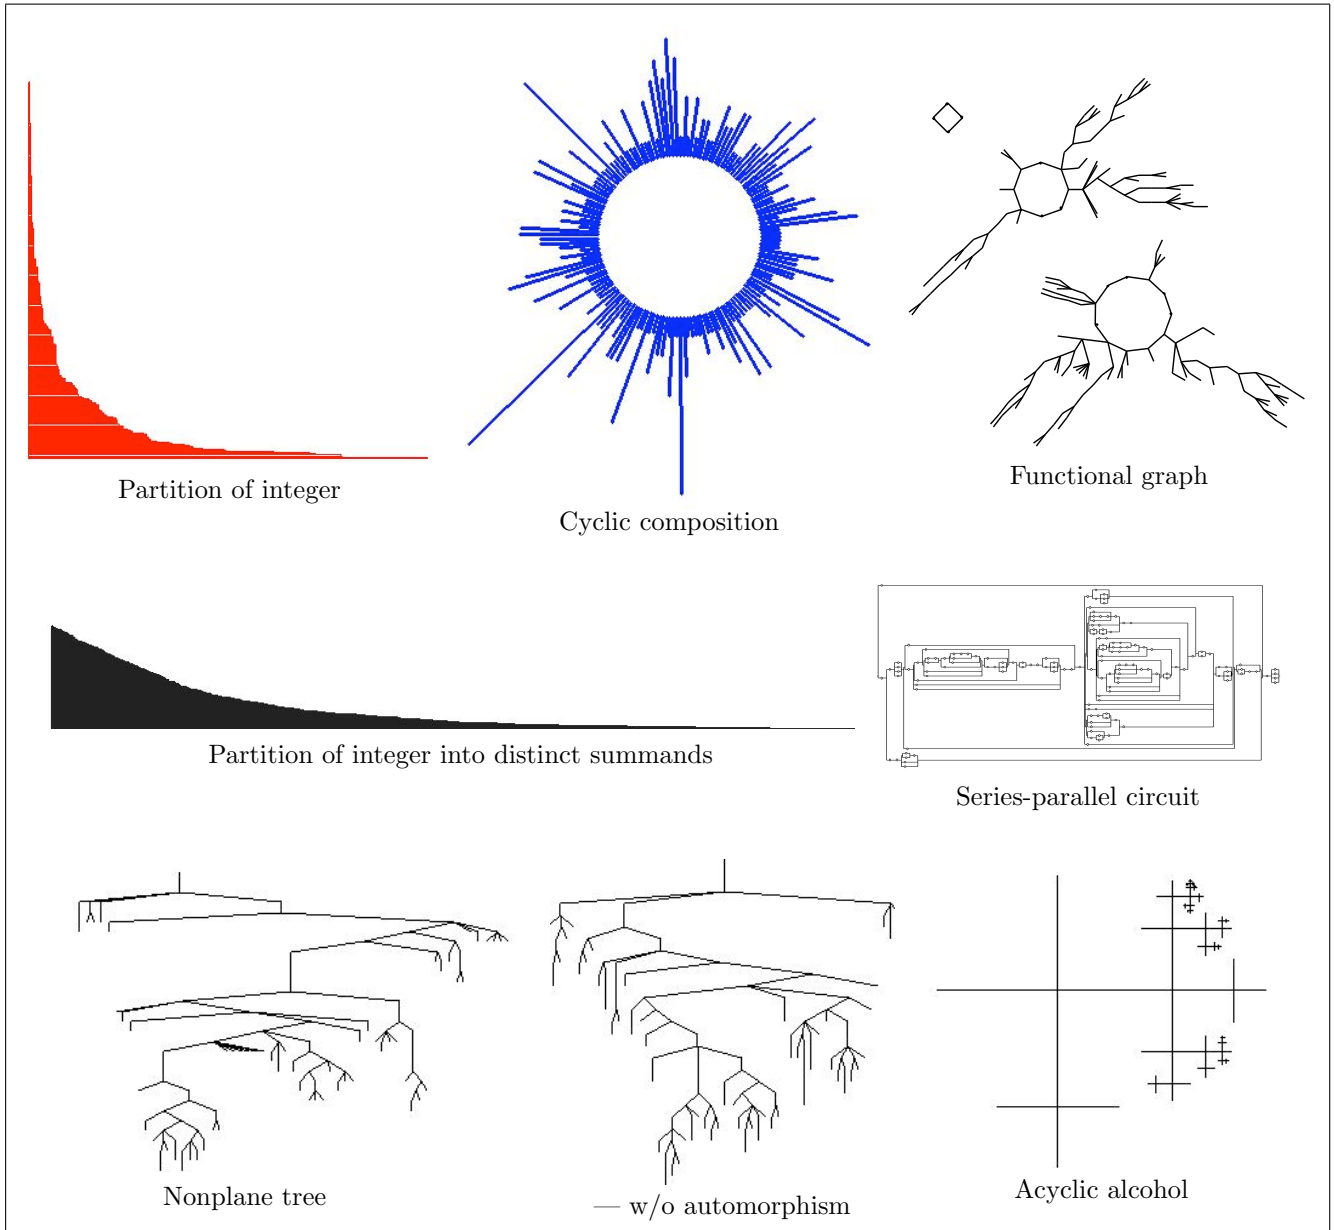 Partition of integer
Cyclic composition
Functional graph
Partition of integer into distinct summands
Series-parallel circuit
Nonplane tree
— w/o automorphism
Acyclic alcohol